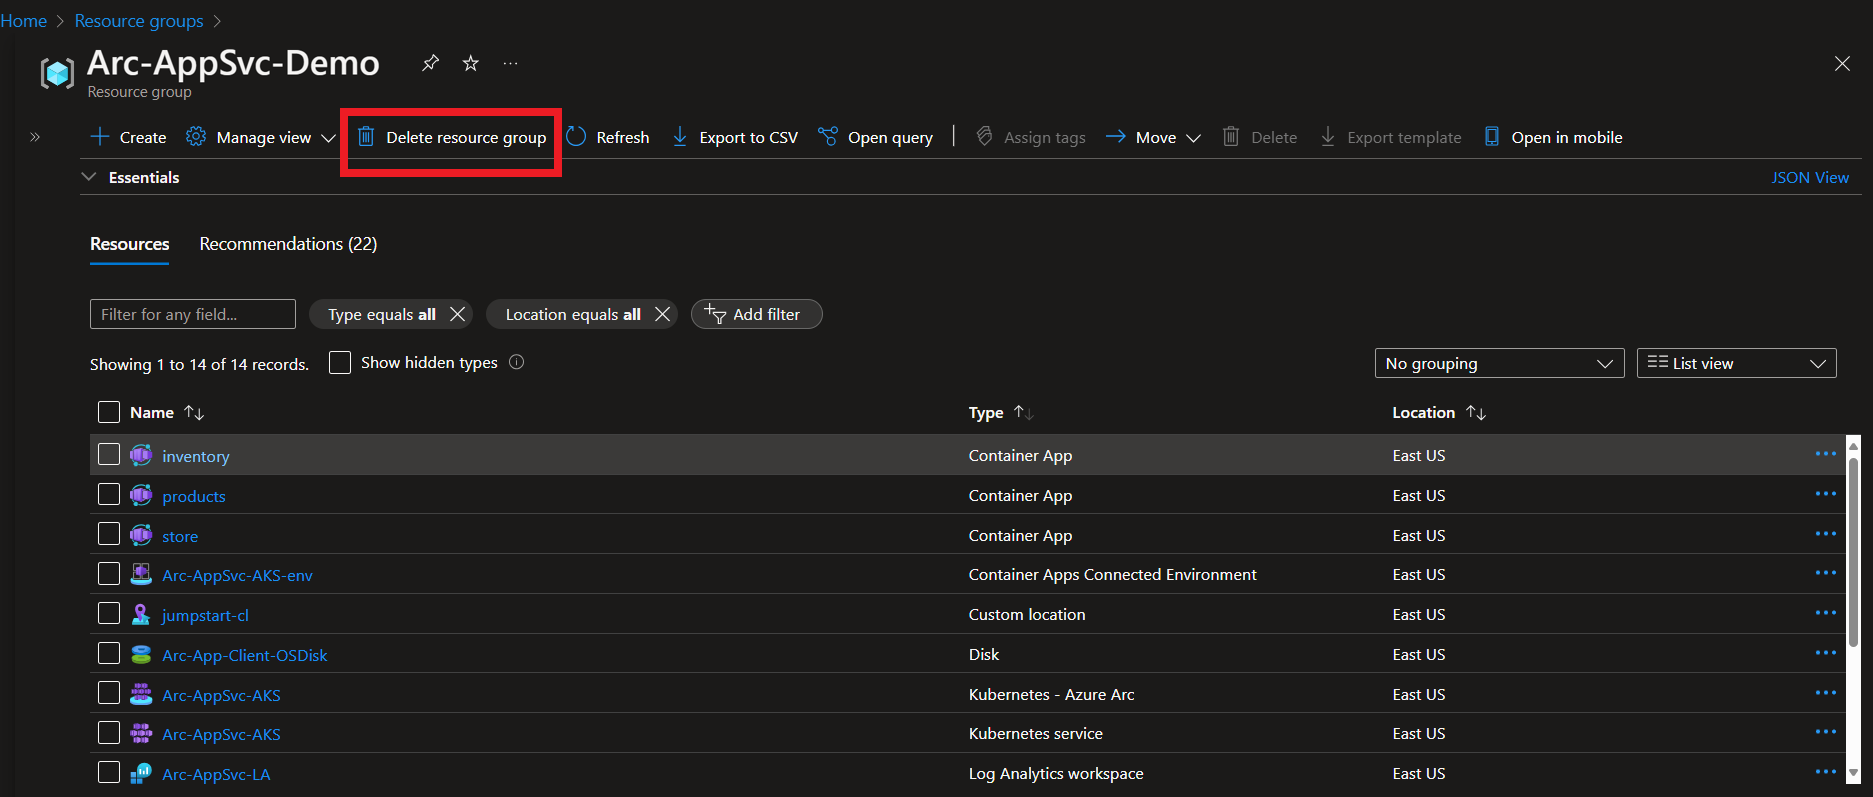 Home > Resource groups >
Arc-AppSvc-Demo
Resource group
Create Manage view Delete resource group Refresh Export to CSV Open query Assign tags Move Delete Export template Open in mobile
Essentials JSON View
Resources Recommendations (22)
Filter for any field... Type equals all Location equals all Add filter
Showing 1 to 14 of 14 records. Show hidden types No grouping List view
Name Type Location
inventory Container App East US
products Container App East US
store Container App East US
Arc-AppSvc-AKS-env Container Apps Connected Environment East US
jumpstart-cl Custom location East US
Arc-App-Client-OSDisk Disk East US
Arc-AppSvc-AKS Kubernetes - Azure Arc East US
Arc-AppSvc-AKS Kubernetes service East US
Arc-AppSvc-LA Log Analytics workspace East US